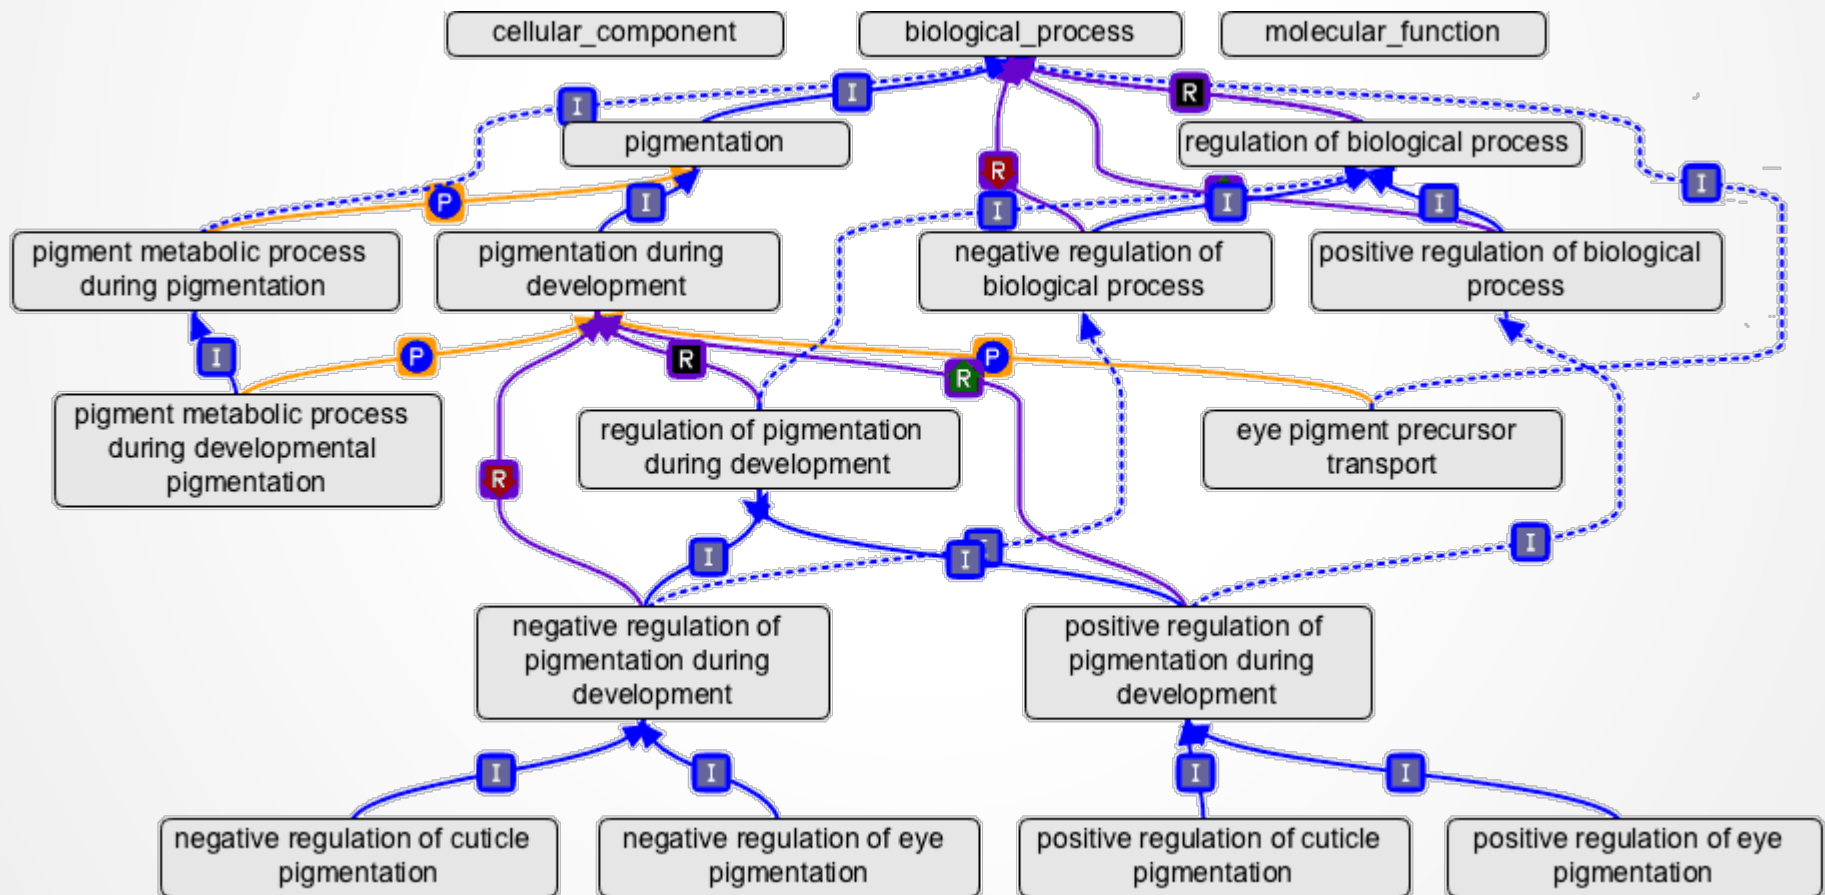 cellular_component
biological_process
molecular_function
I
I
R
pigmentation
regulation of biological process
R
I
P
I
I
I
I
pigment metabolic process
during pigmentation
pigmentation during
development
negative regulation of
biological process
positive regulation of biological
process
I
P
R
P
R
pigment metabolic process
during developmental
pigmentation
regulation of pigmentation
during development
eye pigment precursor
transport
R
I
I
I
I
negative regulation of
pigmentation during
development
positive regulation of
pigmentation during
development
I
I
I
I
negative regulation of cuticle
pigmentation
negative regulation of eye
pigmentation
positive regulation of cuticle
pigmentation
positive regulation of eye
pigmentation